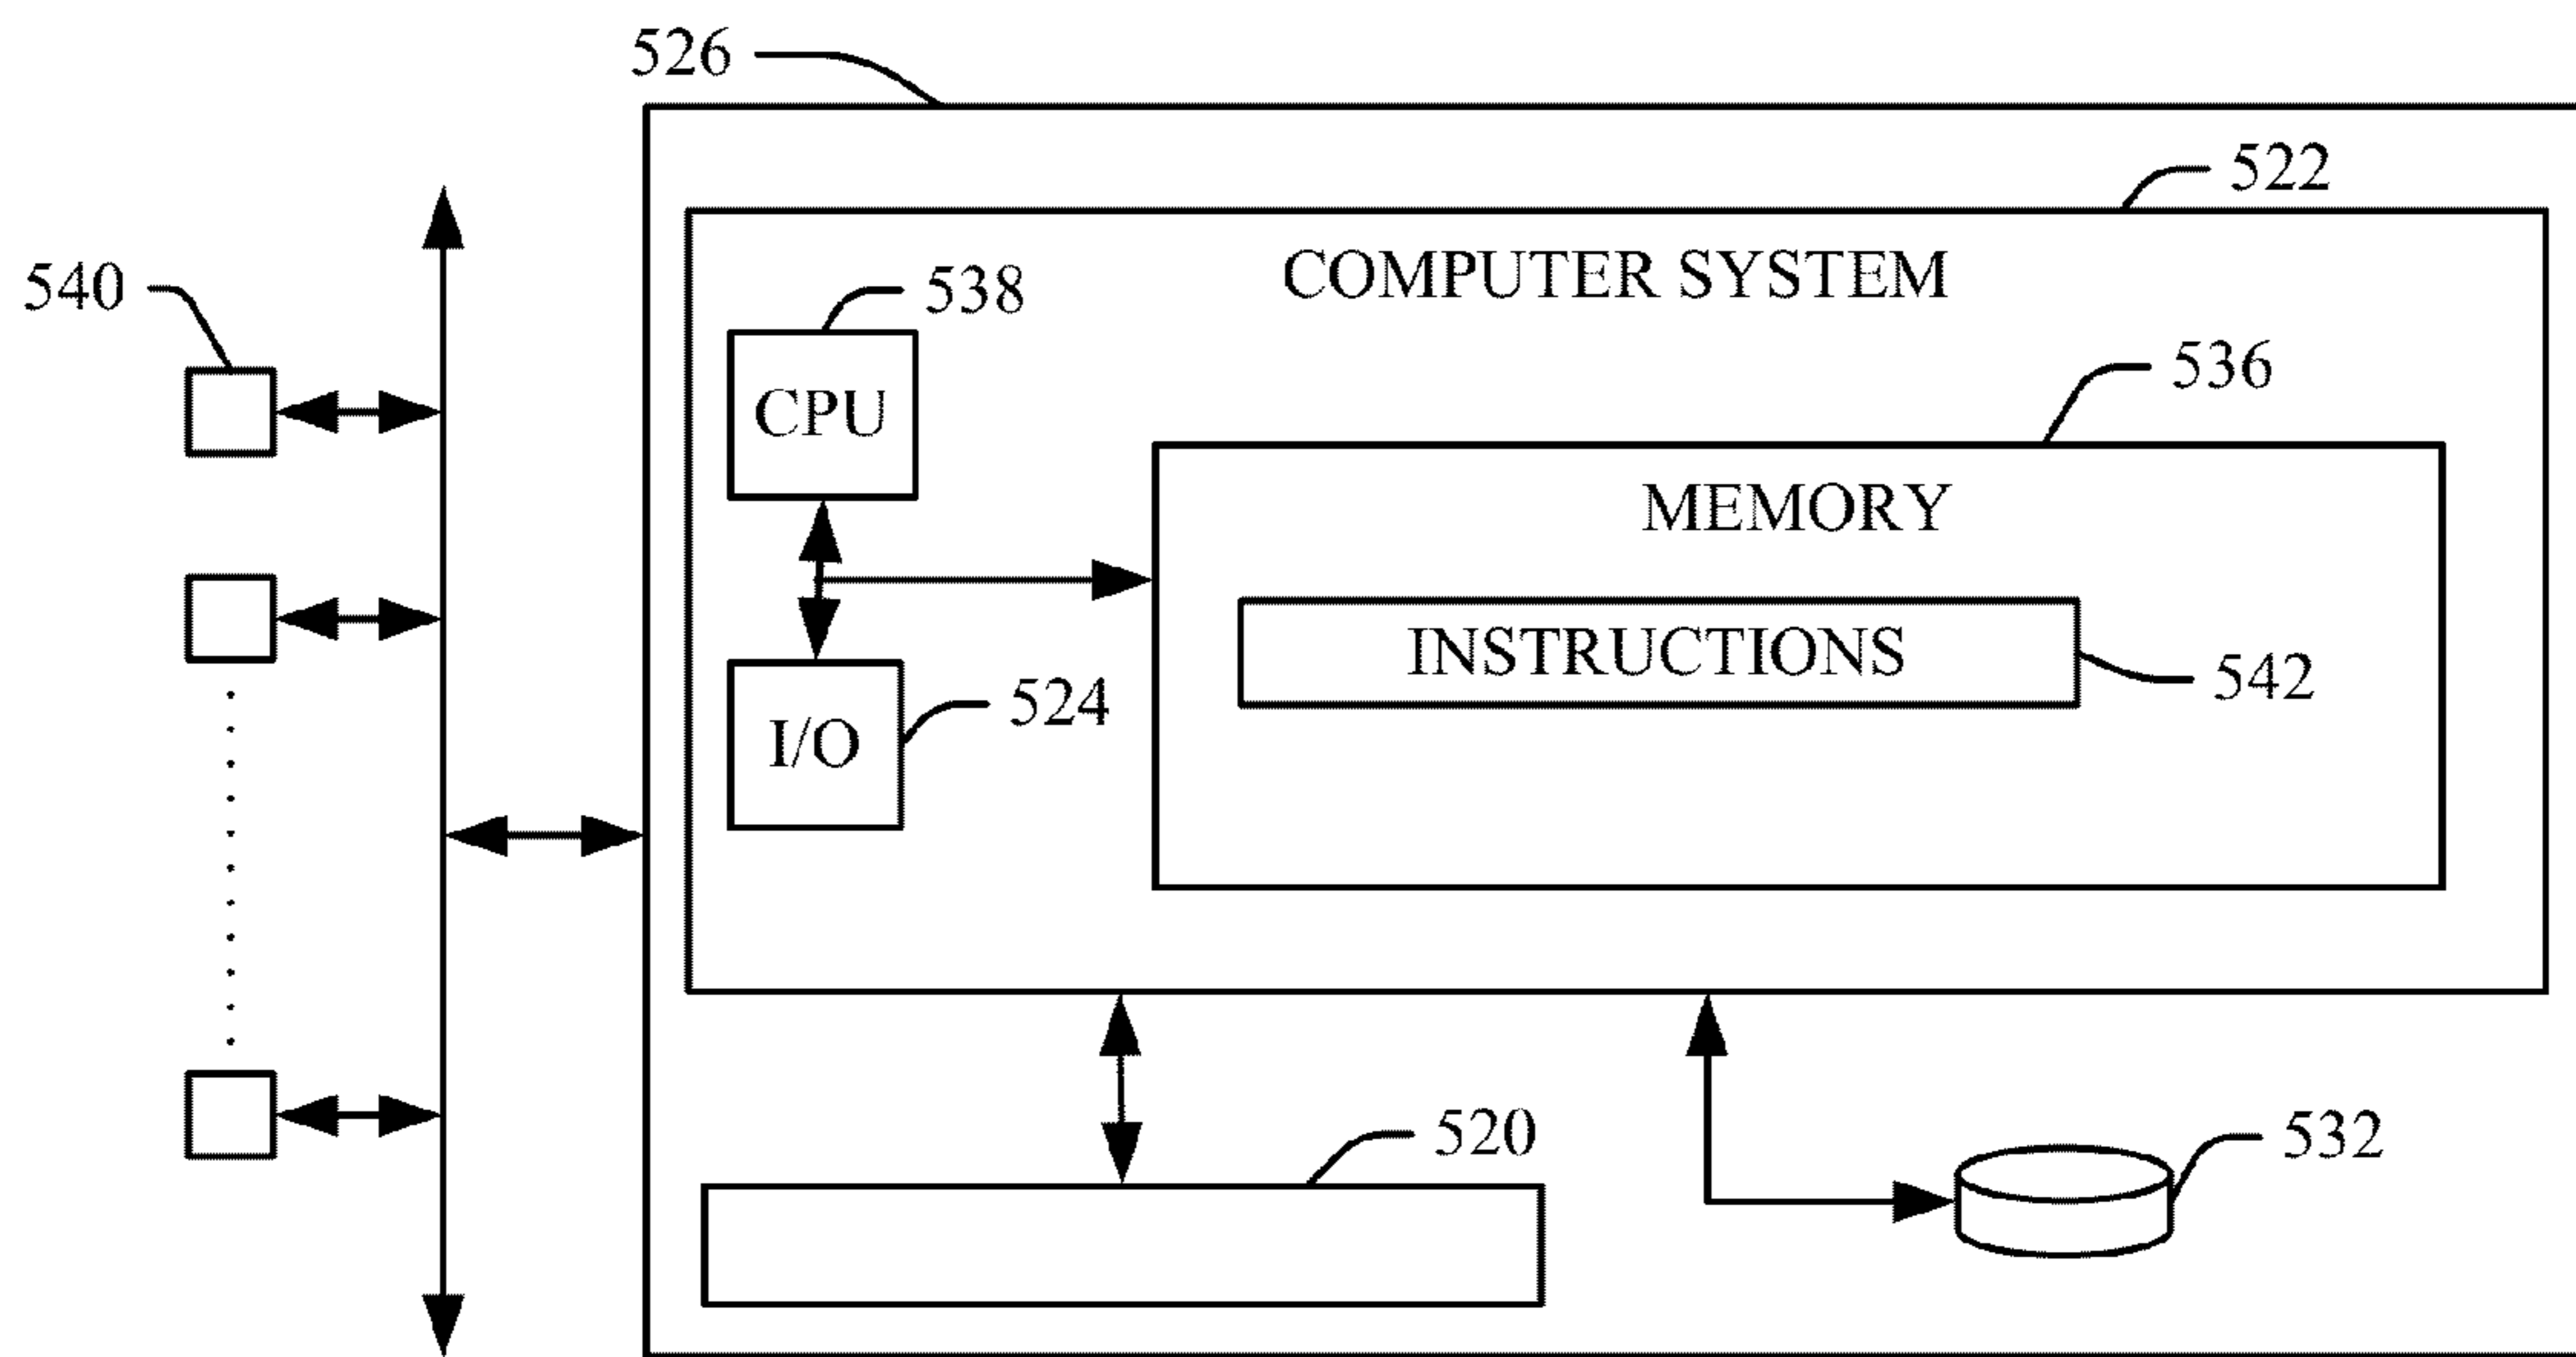 526
522
COMPUTER SYSTEM
540
538
CPU
536
MEMORY
INSTRUCTIONS
542
524
I/O
520
532